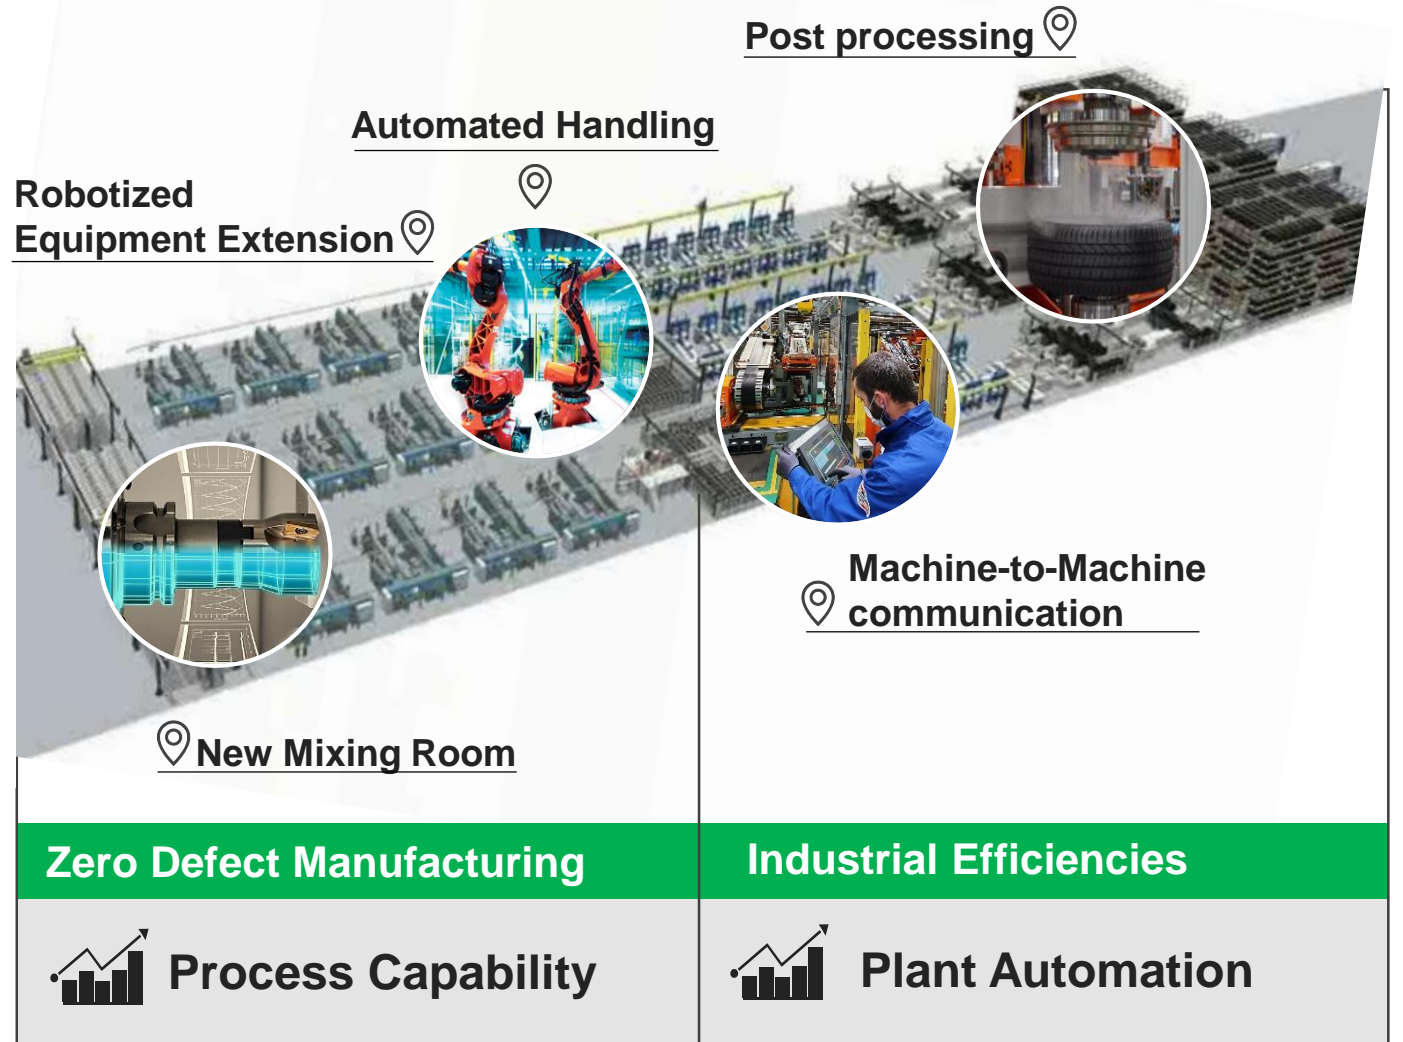 Post processing
Automated Handling
Robotized
Equipment Extension
Machine-to-Machine
communication
New Mixing Room
Zero Defect Manufacturing
Industrial Efficiencies
Process Capability
Plant Automation